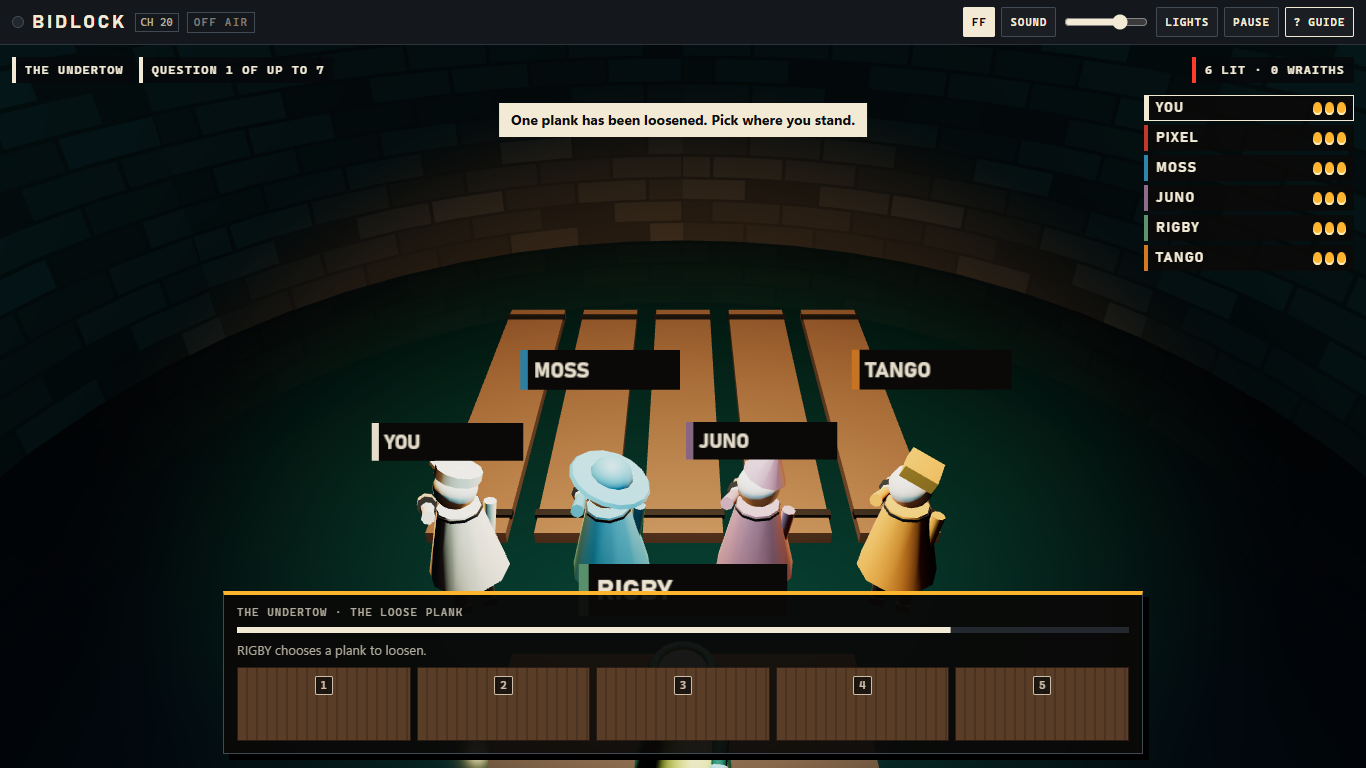 BIDLOCK CH 20 OFF AIR FF SOUND LIGHTS PAUSE ? GUIDE
THE UNDERTOW QUESTION 1 OF UP TO 7 6 LIT · 0 WRAITHS
One plank has been loosened. Pick where you stand.
YOU
PIXEL
MOSS
JUNO
RIGBY
TANGO
MOSS TANGO
YOU JUNO
RIGBY
THE UNDERTOW · THE LOOSE PLANK
RIGBY chooses a plank to loosen.
1 2 3 4 5